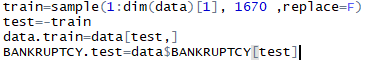 train=sample(1:dim(data)[1], 1670 ,replace=F)
test=-train
data.train=data[test,]
BANKRUPTCY.test=data$BANKRUPTCY[test]